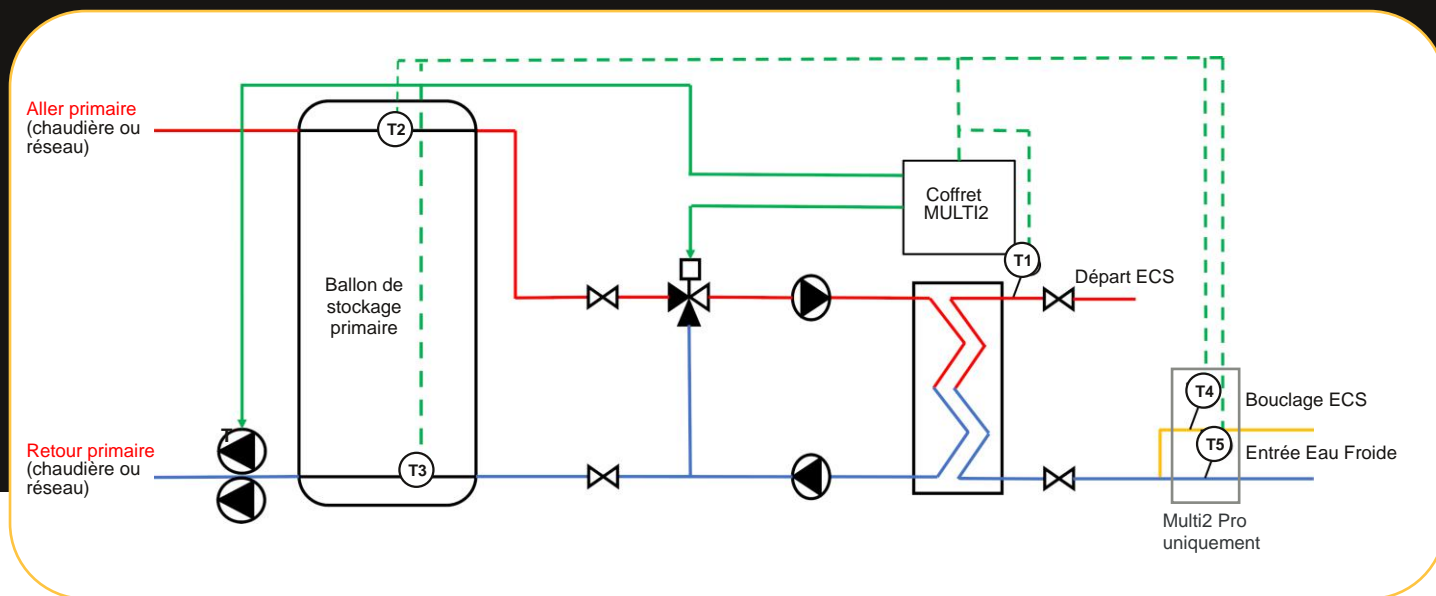 Aller primaire
(chaudière ou
réseau)
T2
Coffret
MULTI2
T1
Départ ECS
Ballon de
stockage
primaire
T4
Bouclage ECS
T
T5
Entrée Eau Froide
Retour primaire
(chaudière ou
réseau)
T3
Multi2 Pro
uniquement